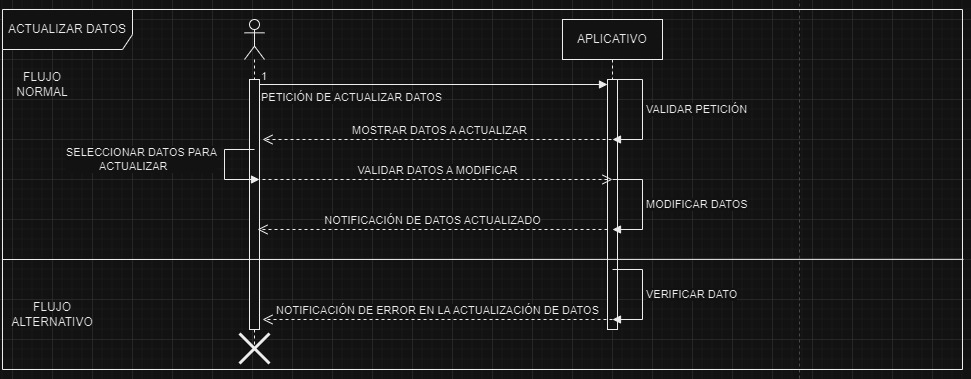 ACTUALIZAR DATOS
APLICATIVO
FLUJO
NORMAL
1
PETICIÓN DE ACTUALIZAR DATOS
VALIDAR PETICIÓN
MOSTRAR DATOS A ACTUALIZAR
SELECCIONAR DATOS PARA
ACTUALIZAR
VALIDAR DATOS A MODIFICAR
MODIFICAR DATOS
NOTIFICACIÓN DE DATOS ACTUALIZADO
VERIFICAR DATO
FLUJO
ALTERNATIVO
NOTIFICACIÓN DE ERROR EN LA ACTUALIZACIÓN DE DATOS